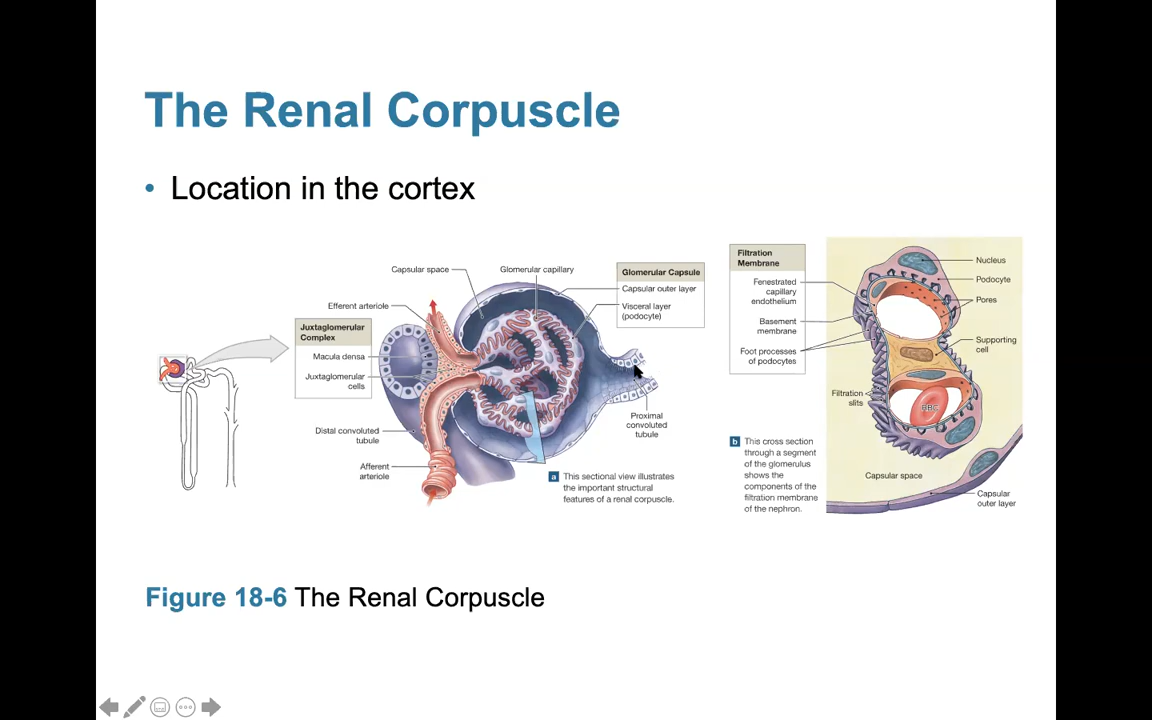 The Renal Corpuscle
• Location in the cortex
Capsular space
Glomerular capillary
Glomerular Capsule
Capsular outer layer
Visceral layer
(podocyte)
Efferent arteriole
Juxtaglomerular
Complex
Macula densa
Juxtaglomerular
cells
Distal convoluted
tubule
Afferent
arteriole
Proximal
convoluted
tubule
a This sectional view illustrates
the important structural
features of a renal corpuscle.
Filtration
Membrane
Fenestrated
capillary
endothelium
Basement
membrane
Foot processes
of podocytes
Filtration
slits
b This cross section
through a segment
of the glomerulus
shows the
components of the
filtration membrane
of the nephron.
Nucleus
Podocyte
Pores
Supporting
cell
RBC
Capsular space
Capsular
outer layer
Figure 18-6 The Renal Corpuscle